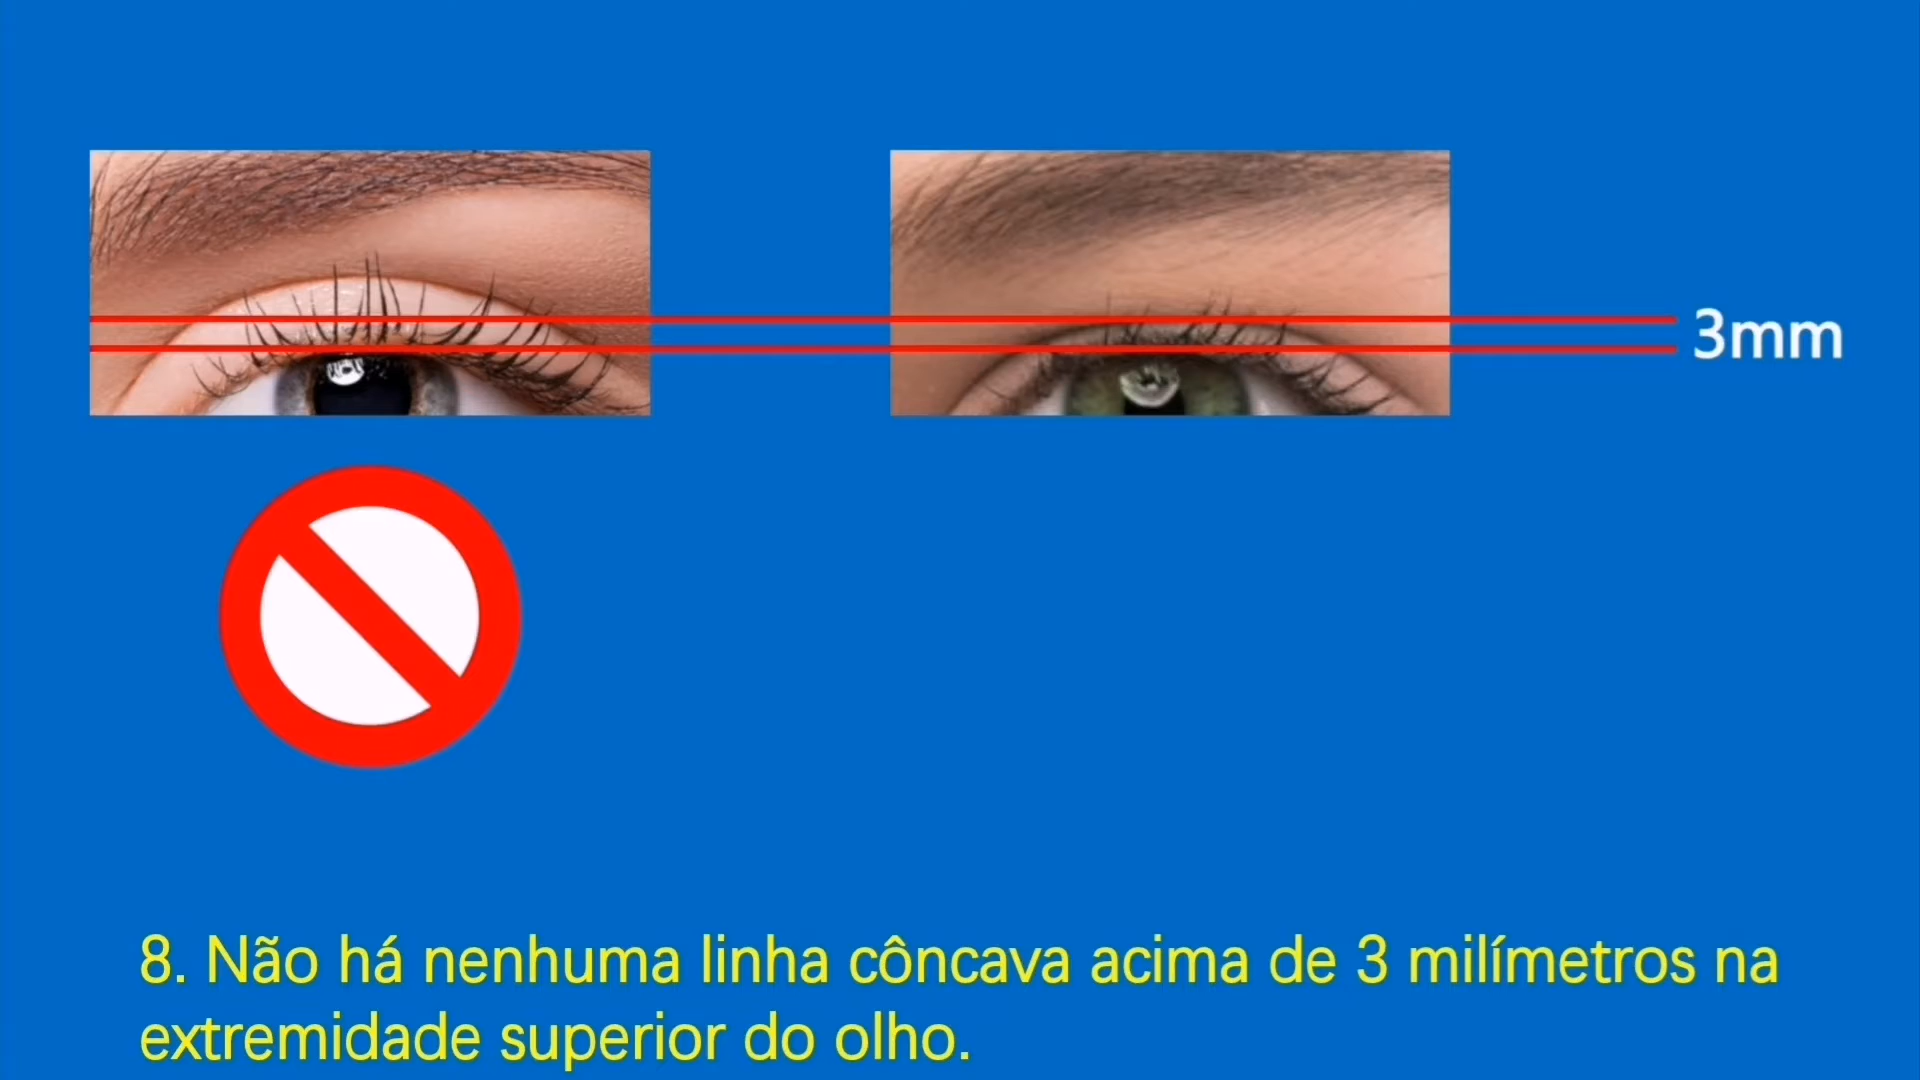 3mm
8. Não há nenhuma linha côncava acima de 3 milímetros na
extremidade superior do olho.